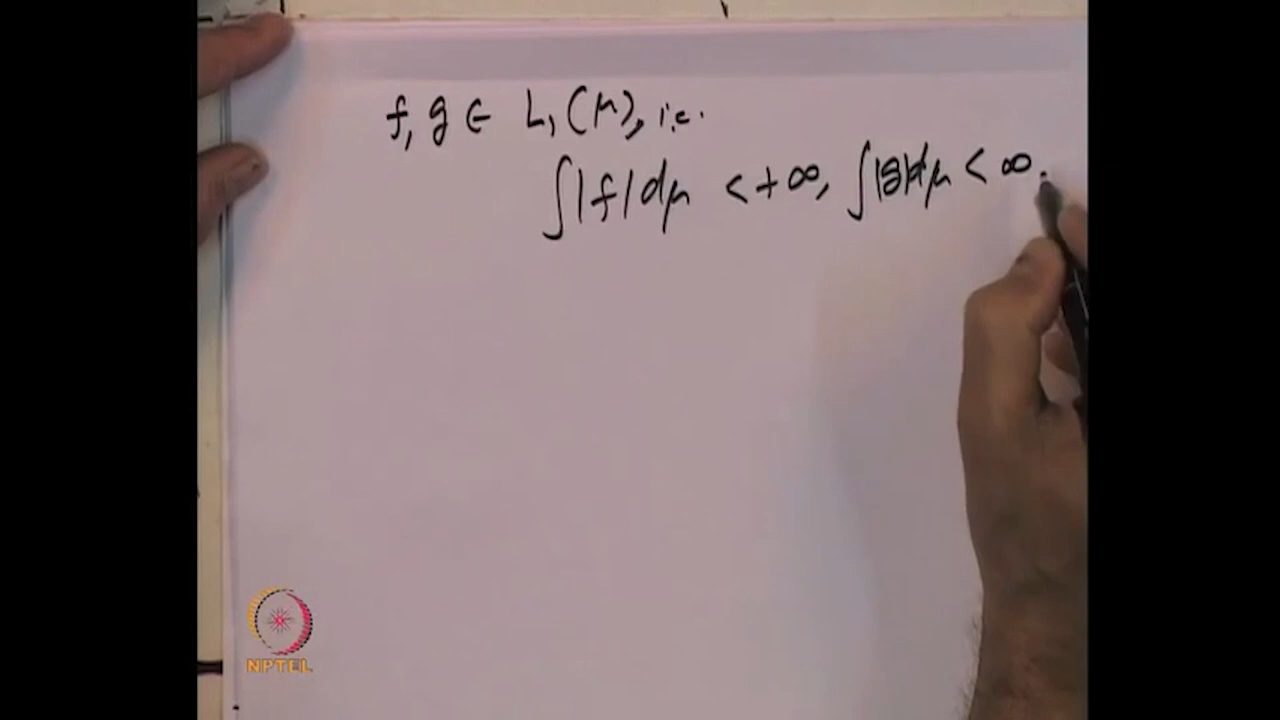 f, g ∈ L₁(μ), i.e.
∫|f|dμ < +∞, ∫|g|dμ < ∞.
NPTEL